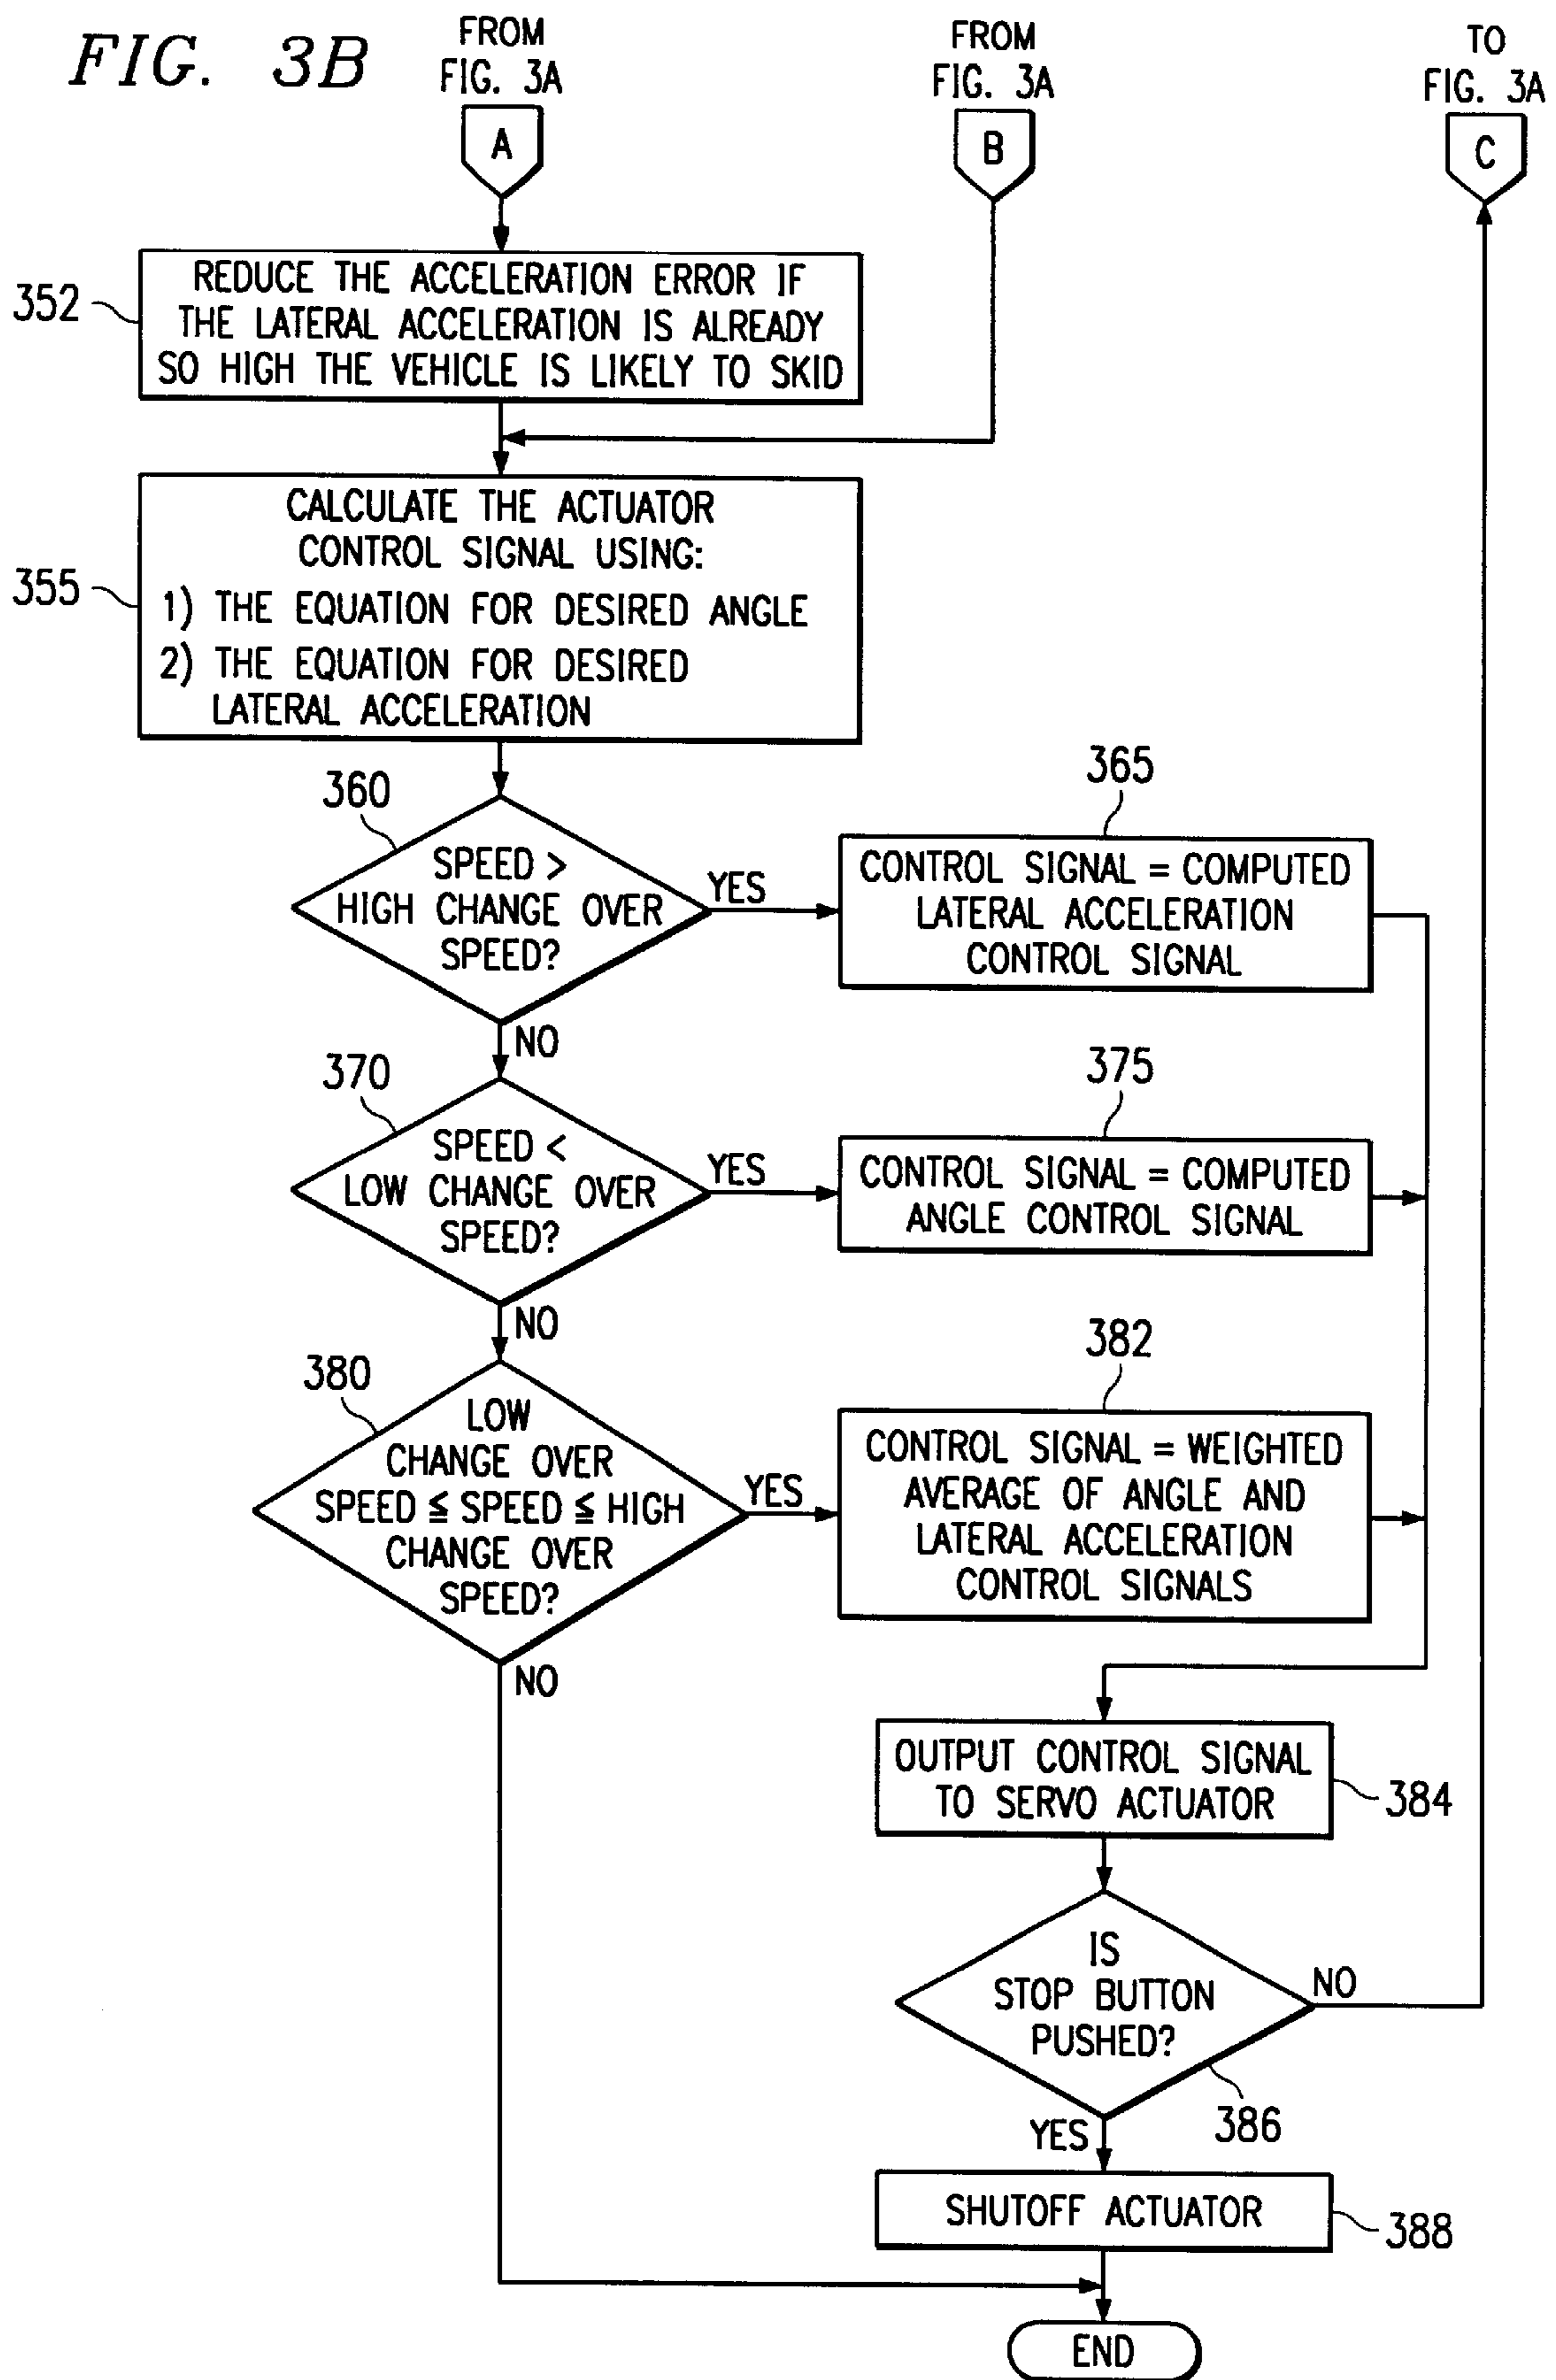 FIG. 3B
FROM
FIG. 3A
A
FROM
FIG. 3A
B
TO
FIG. 3A
C
352
REDUCE THE ACCELERATION ERROR IF
THE LATERAL ACCELERATION IS ALREADY
SO HIGH THE VEHICLE IS LIKELY TO SKID
355
CALCULATE THE ACTUATOR
CONTROL SIGNAL USING:
1) THE EQUATION FOR DESIRED ANGLE
2) THE EQUATION FOR DESIRED
LATERAL ACCELERATION
360
SPEED >
HIGH CHANGE OVER
SPEED?
YES
NO
365
CONTROL SIGNAL = COMPUTED
LATERAL ACCELERATION
CONTROL SIGNAL
370
SPEED <
LOW CHANGE OVER
SPEED?
YES
NO
375
CONTROL SIGNAL = COMPUTED
ANGLE CONTROL SIGNAL
380
LOW
CHANGE OVER
SPEED ≦ SPEED ≦ HIGH
CHANGE OVER
SPEED?
YES
NO
382
CONTROL SIGNAL = WEIGHTED
AVERAGE OF ANGLE AND
LATERAL ACCELERATION
CONTROL SIGNALS
OUTPUT CONTROL SIGNAL
TO SERVO ACTUATOR
384
IS
STOP BUTTON
PUSHED?
NO
386
YES
SHUTOFF ACTUATOR
388
END